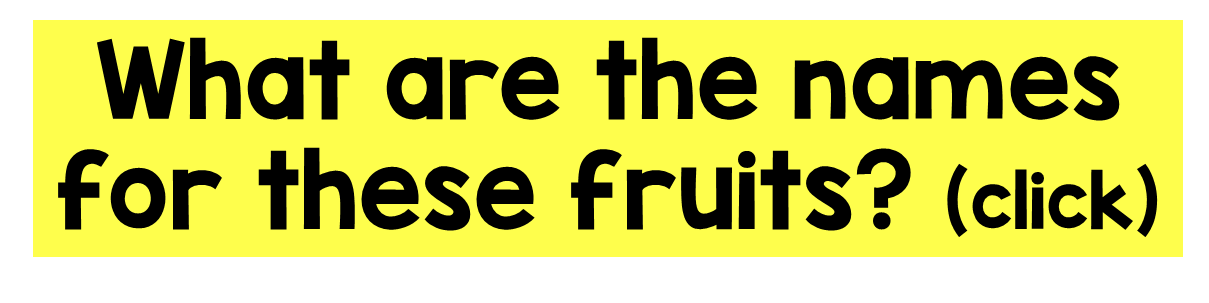 What are the names
for these fruits? (click)